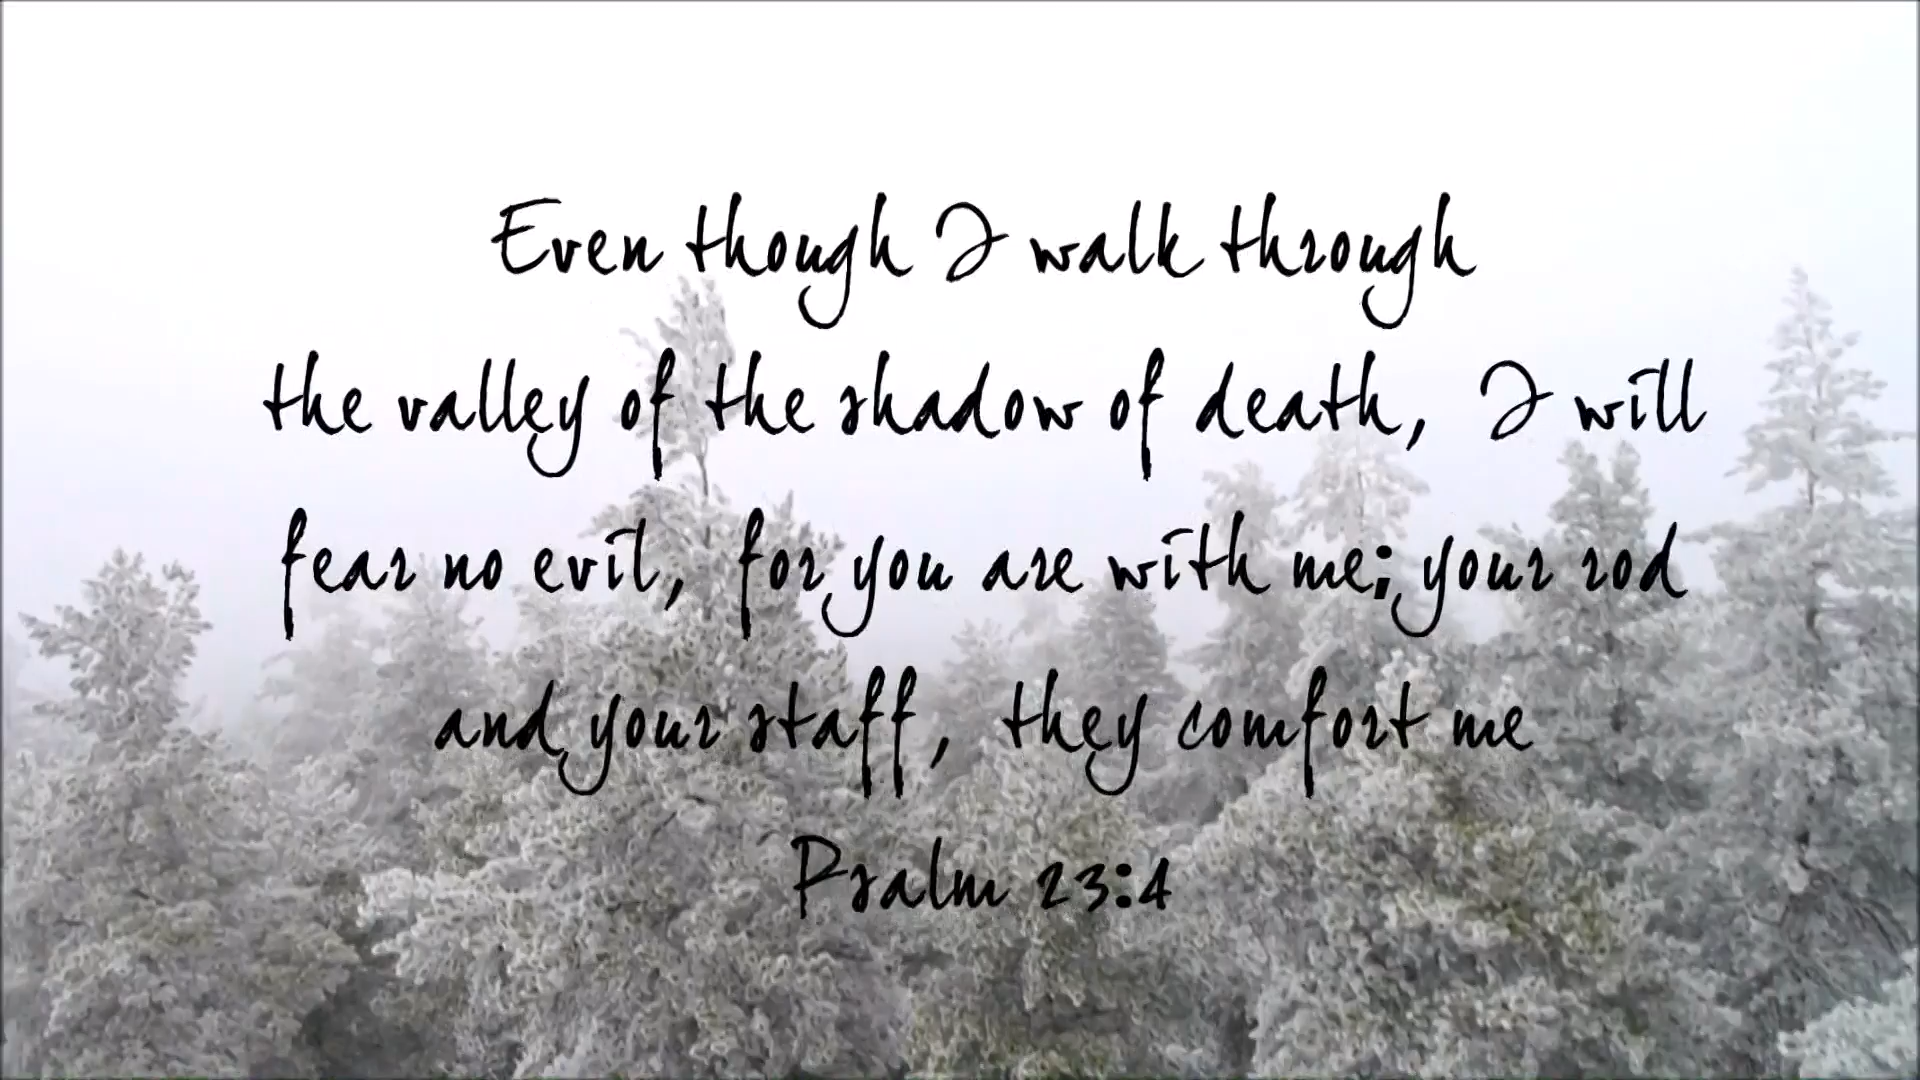 Even though I walk through
the valley of the shadow of death, I will
fear no evil, for you are with me; your rod
and your staff, they comfort me
Psalm 23:4